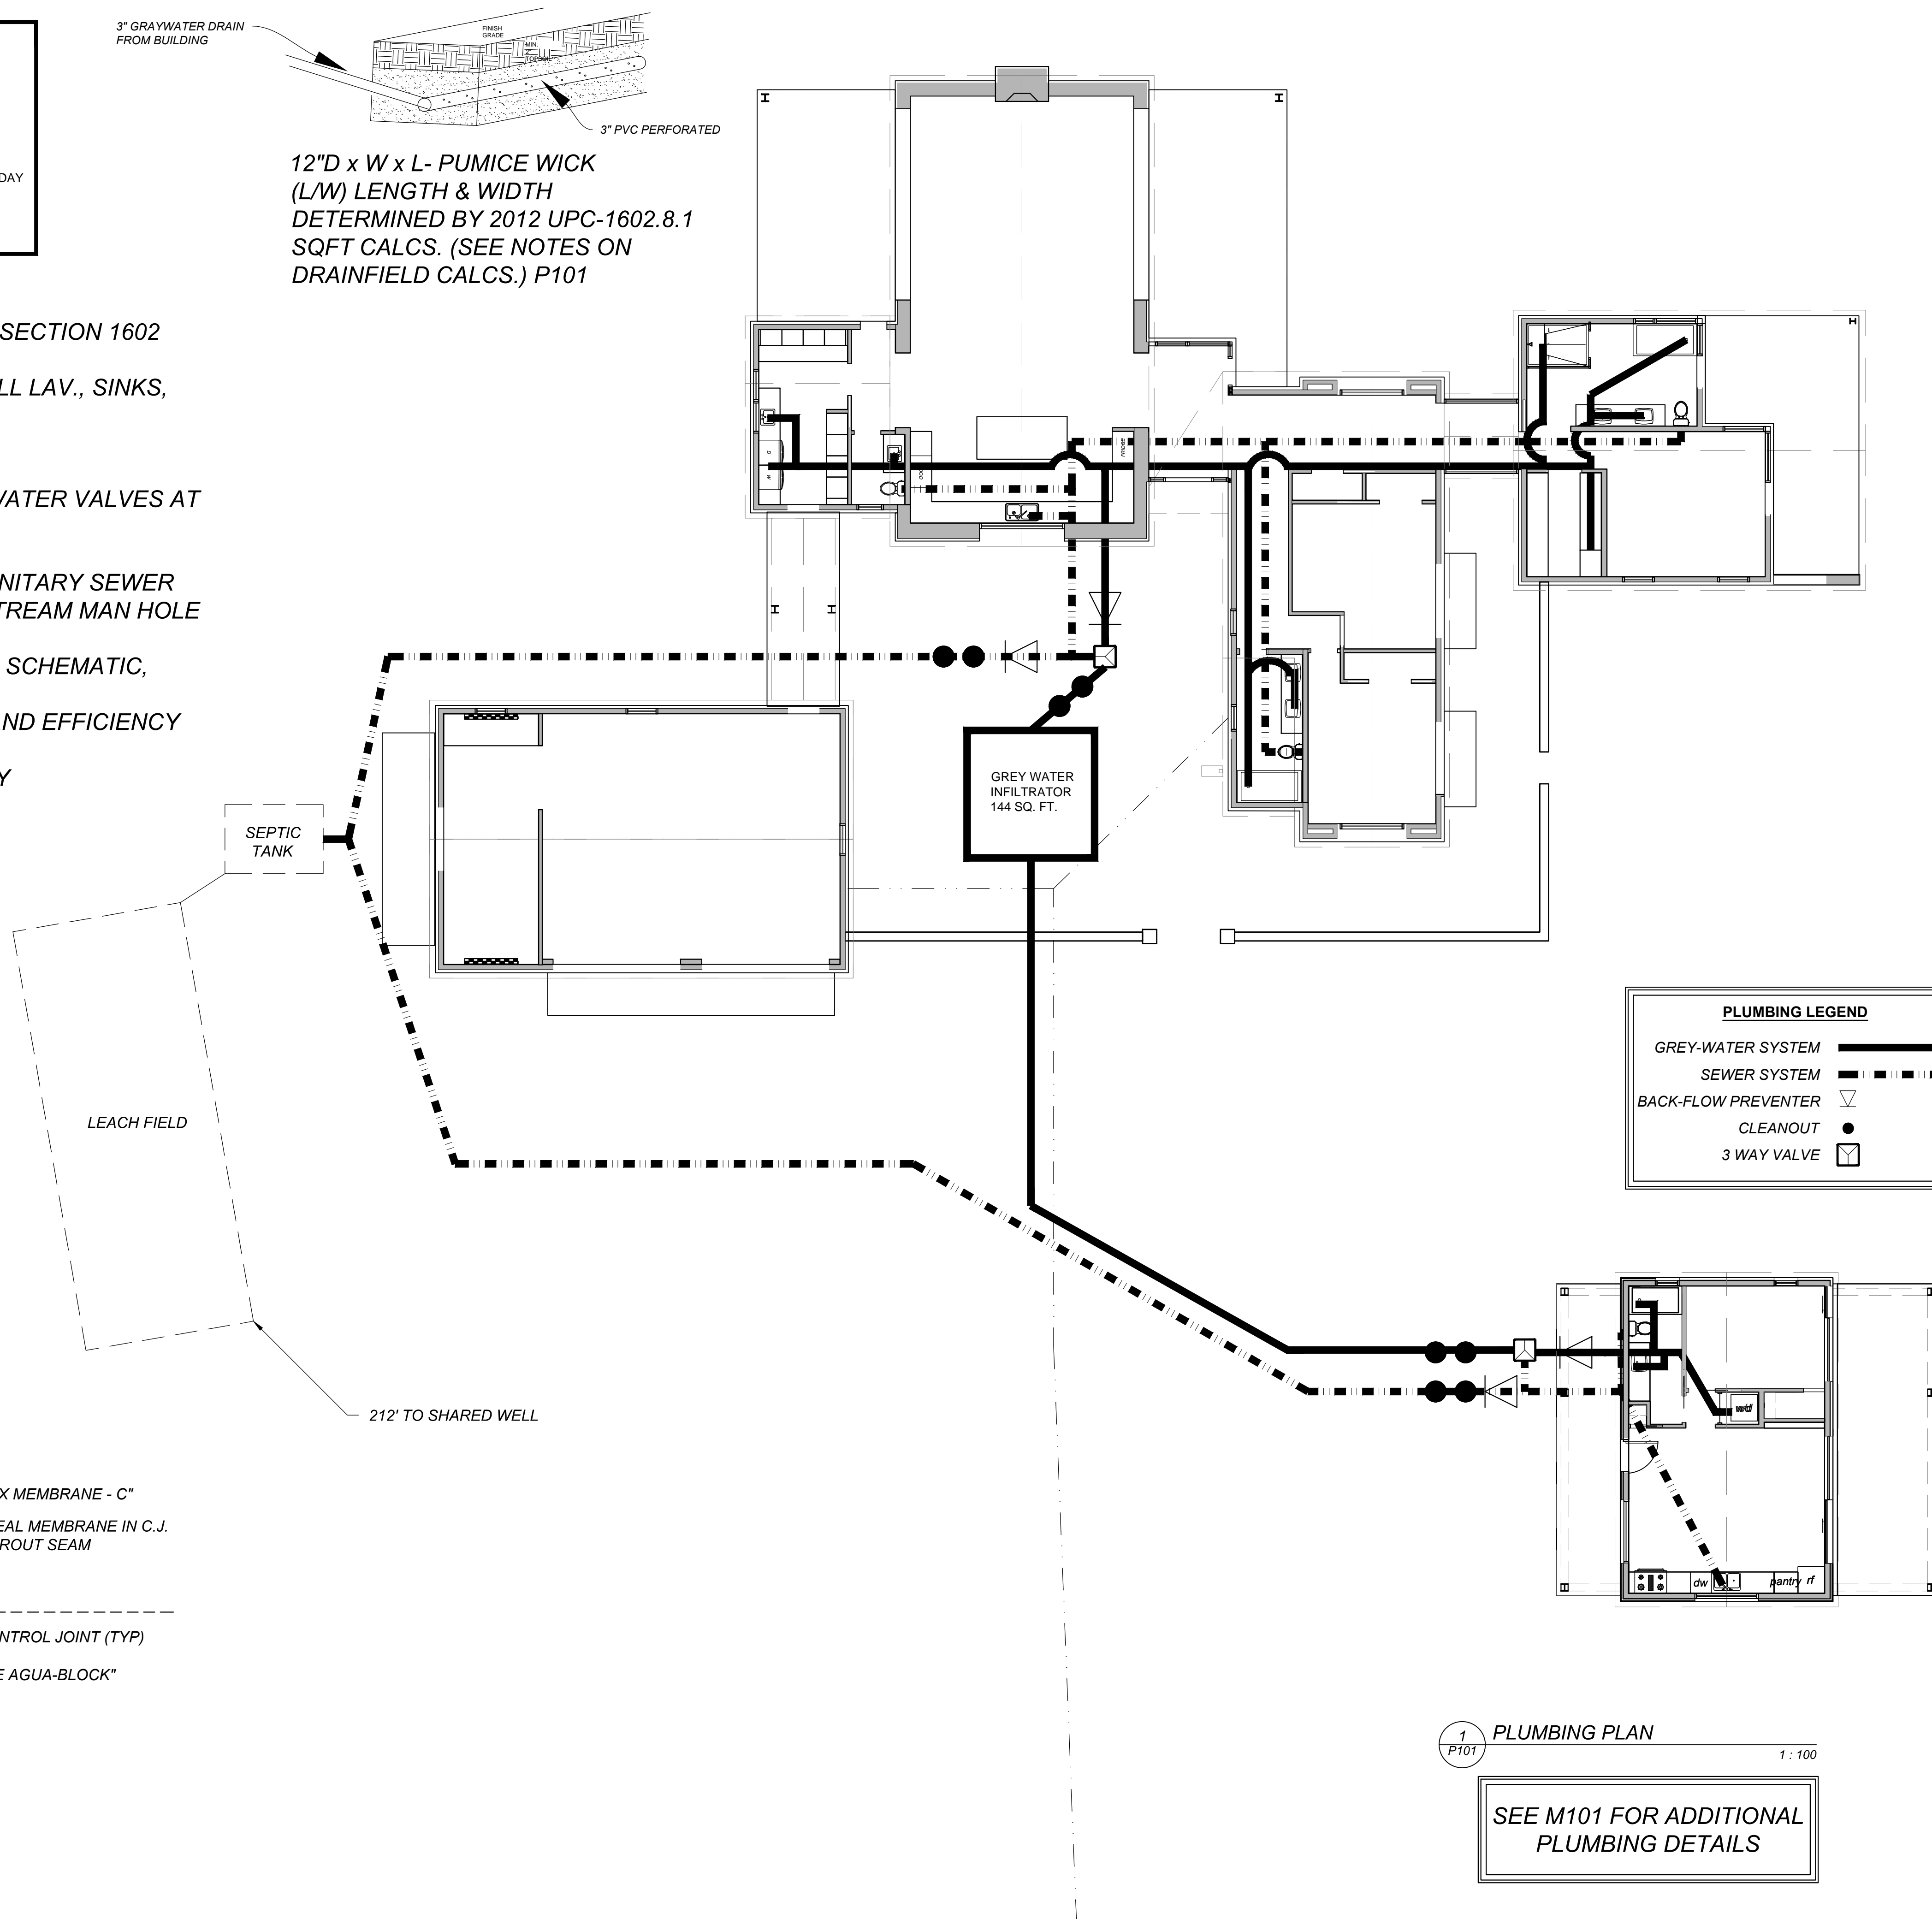 3" GRAYWATER DRAIN
FROM BUILDING
FINISH
GRADE
MIN.
2"
TOPSOIL
3" PVC PERFORATED
12"D x W x L- PUMICE WICK
(L/W) LENGTH & WIDTH
DETERMINED BY 2012 UPC-1602.8.1
SQFT CALCS. (SEE NOTES ON
DRAINFIELD CALCS.) P101
DAY
SECTION 1602
LL LAV., SINKS,
WATER VALVES AT
NITARY SEWER
TREAM MAN HOLE
SCHEMATIC,
ND EFFICIENCY
Y
H
H
H
H
H
D
W
FRIDGE
GREY WATER
INFILTRATOR
144 SQ. FT.
SEPTIC
TANK
LEACH FIELD
212' TO SHARED WELL
PLUMBING LEGEND
GREY-WATER SYSTEM
SEWER SYSTEM
BACK-FLOW PREVENTER
CLEANOUT
3 WAY VALVE
w/d
dw
pantry
rf
X MEMBRANE - C"
EAL MEMBRANE IN C.J.
ROUT SEAM
NTROL JOINT (TYP)
E AGUA-BLOCK"
1
P101
PLUMBING PLAN
1 : 100
SEE M101 FOR ADDITIONAL
PLUMBING DETAILS